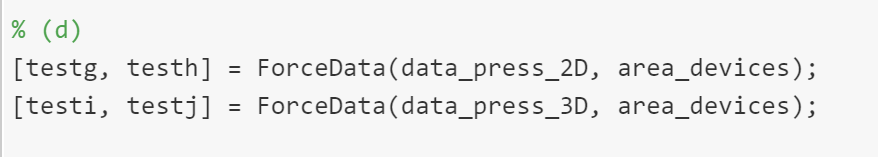 % (d)
[testg, testh] = ForceData(data_press_2D, area_devices);
[testi, testj] = ForceData(data_press_3D, area_devices);